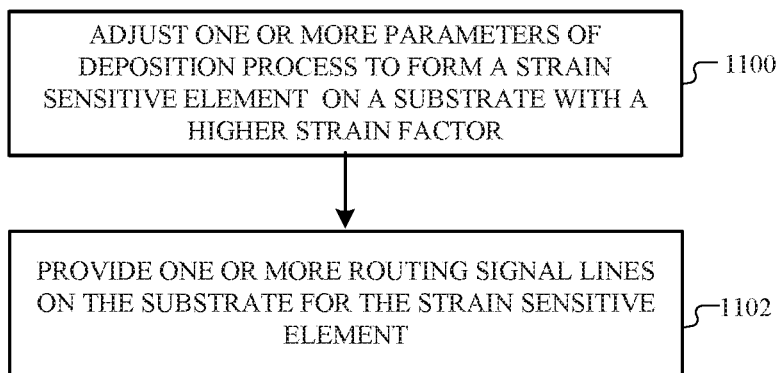 ADJUST ONE OR MORE PARAMETERS OF
DEPOSITION PROCESS TO FORM A STRAIN
SENSITIVE ELEMENT ON A SUBSTRATE WITH A
HIGHER STRAIN FACTOR
1100
PROVIDE ONE OR MORE ROUTING SIGNAL LINES
ON THE SUBSTRATE FOR THE STRAIN SENSITIVE
ELEMENT
1102